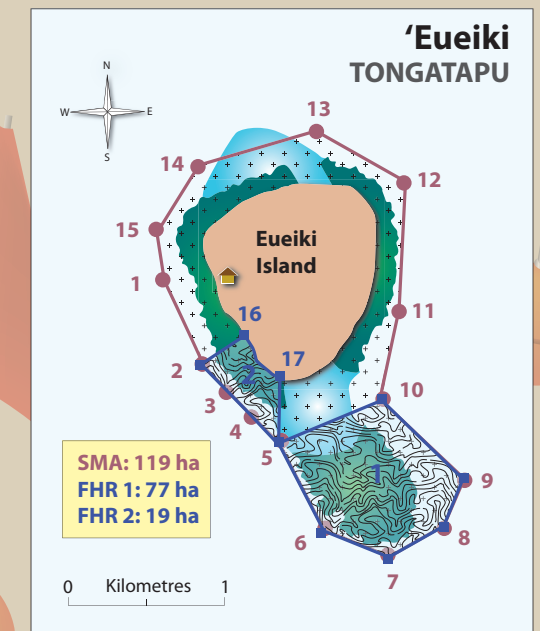 ‘Eueiki
TONGATAPU
N
W E
S
13
14
12
15
Eueiki
Island
1
11
16
17
2
2
3
10
4
5
SMA: 119 ha
FHR 1: 77 ha
FHR 2: 19 ha
1
9
6
8
7
0 Kilometres 1